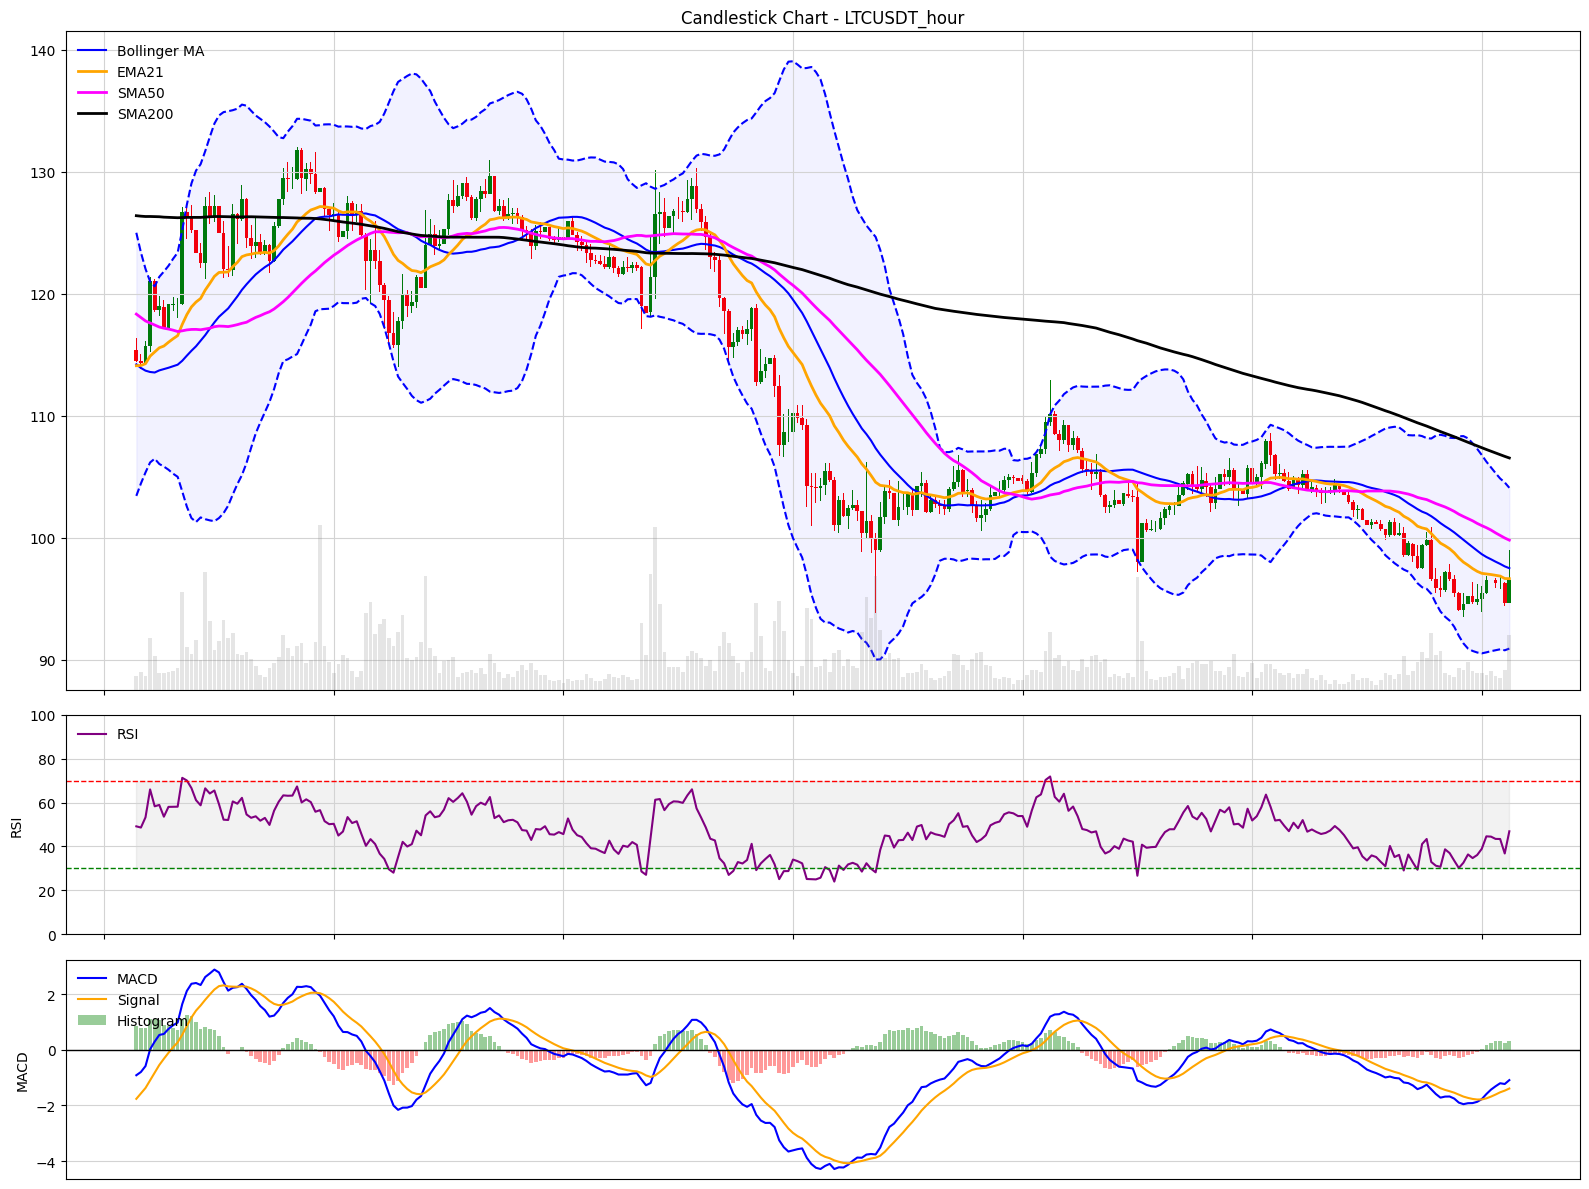 Candlestick Chart - LTCUSDT_hour
140
130
120
110
100
90
Bollinger MA
EMA21
SMA50
SMA200
100
80
60
40
20
0
RSI
RSI
2
0
−2
−4
MACD
MACD
Signal
Histogram